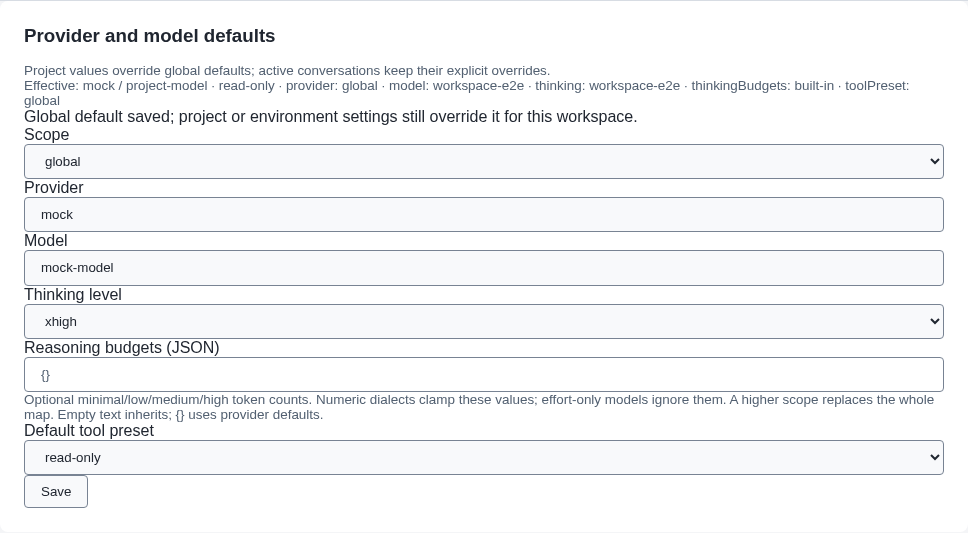 Provider and model defaults
Project values override global defaults; active conversations keep their explicit overrides.
Effective: mock / project-model · read-only · provider: global · model: workspace-e2e · thinking: workspace-e2e · thinkingBudgets: built-in · toolPreset:
global
Global default saved; project or environment settings still override it for this workspace.
Scope
global
Provider
mock
Model
mock-model
Thinking level
xhigh
Reasoning budgets (JSON)
{}
Optional minimal/low/medium/high token counts. Numeric dialects clamp these values; effort-only models ignore them. A higher scope replaces the whole
map. Empty text inherits; {} uses provider defaults.
Default tool preset
read-only
Save